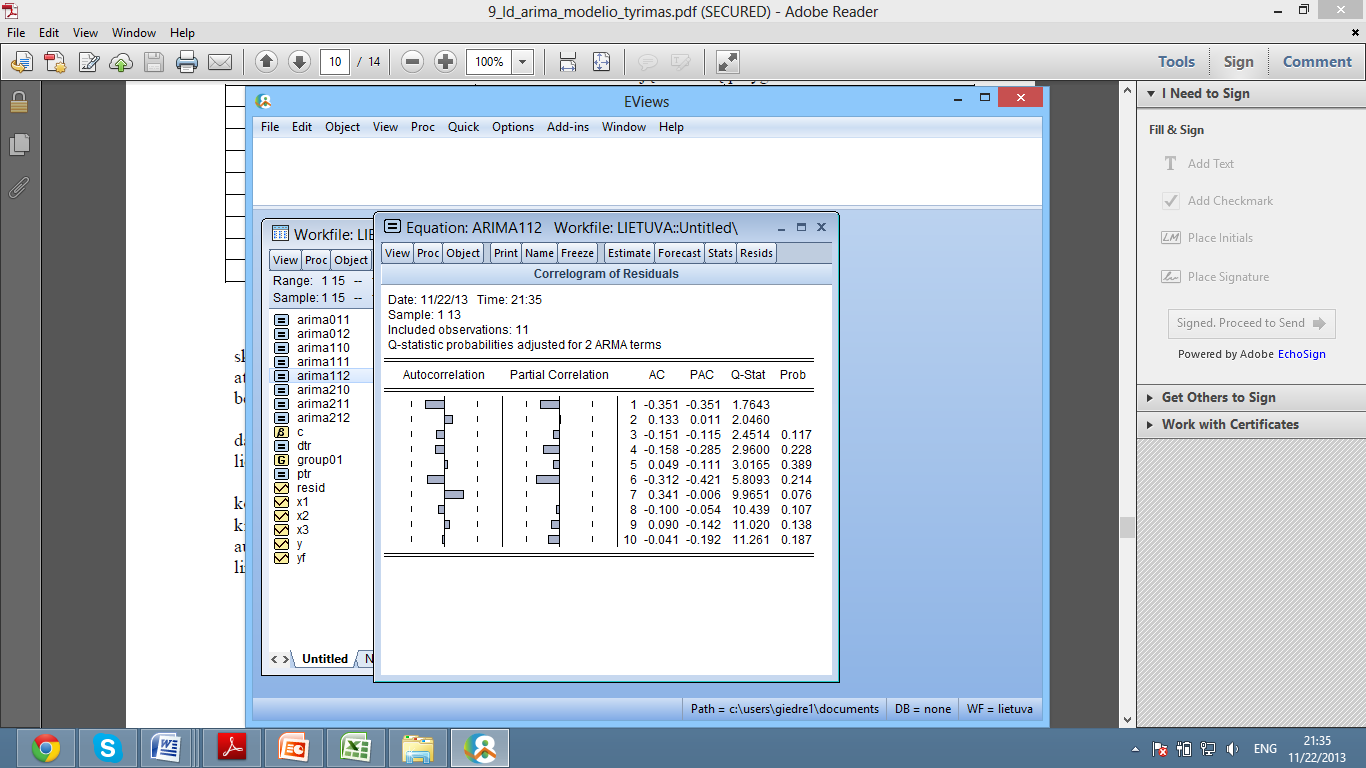 9_ld_arima_modelio_tyrimas.pdf (SECURED) - Adobe Reader
File Edit View Window Help
10 / 14 100% Tools Sign Comment
I Need to Sign
Fill & Sign
T Add Text
Add Checkmark
LM Place Initials
Place Signature
Signed. Proceed to Send
Powered by Adobe EchoSign
Get Others to Sign
Work with Certificates
EViews
File Edit Object View Proc Quick Options Add-ins Window Help
Workfile: LIE
View Proc Object
Range: 1 15 --
Sample: 1 15 --
arima011
arima012
arima110
arima111
arima112
arima210
arima211
arima212
c
dtr
group01
ptr
resid
x1
x2
x3
y
yf
Untitled N
Equation: ARIMA112 Workfile: LIETUVA::Untitled\
View Proc Object Print Name Freeze Estimate Forecast Stats Resids
Correlogram of Residuals
Date: 11/22/13 Time: 21:35
Sample: 1 13
Included observations: 11
Q-statistic probabilities adjusted for 2 ARMA terms
Autocorrelation Partial Correlation AC PAC Q-Stat Prob
1 -0.351 -0.351 1.7643
2 0.133 0.011 2.0460
3 -0.151 -0.115 2.4514 0.117
4 -0.158 -0.285 2.9600 0.228
5 0.049 -0.111 3.0165 0.389
6 -0.312 -0.421 5.8093 0.214
7 0.341 -0.006 9.9651 0.076
8 -0.100 -0.054 10.439 0.107
9 0.090 -0.142 11.020 0.138
10 -0.041 -0.192 11.261 0.187
Path = c:\users\giedre1\documents DB = none WF = lietuva
ENG
21:35
11/22/2013